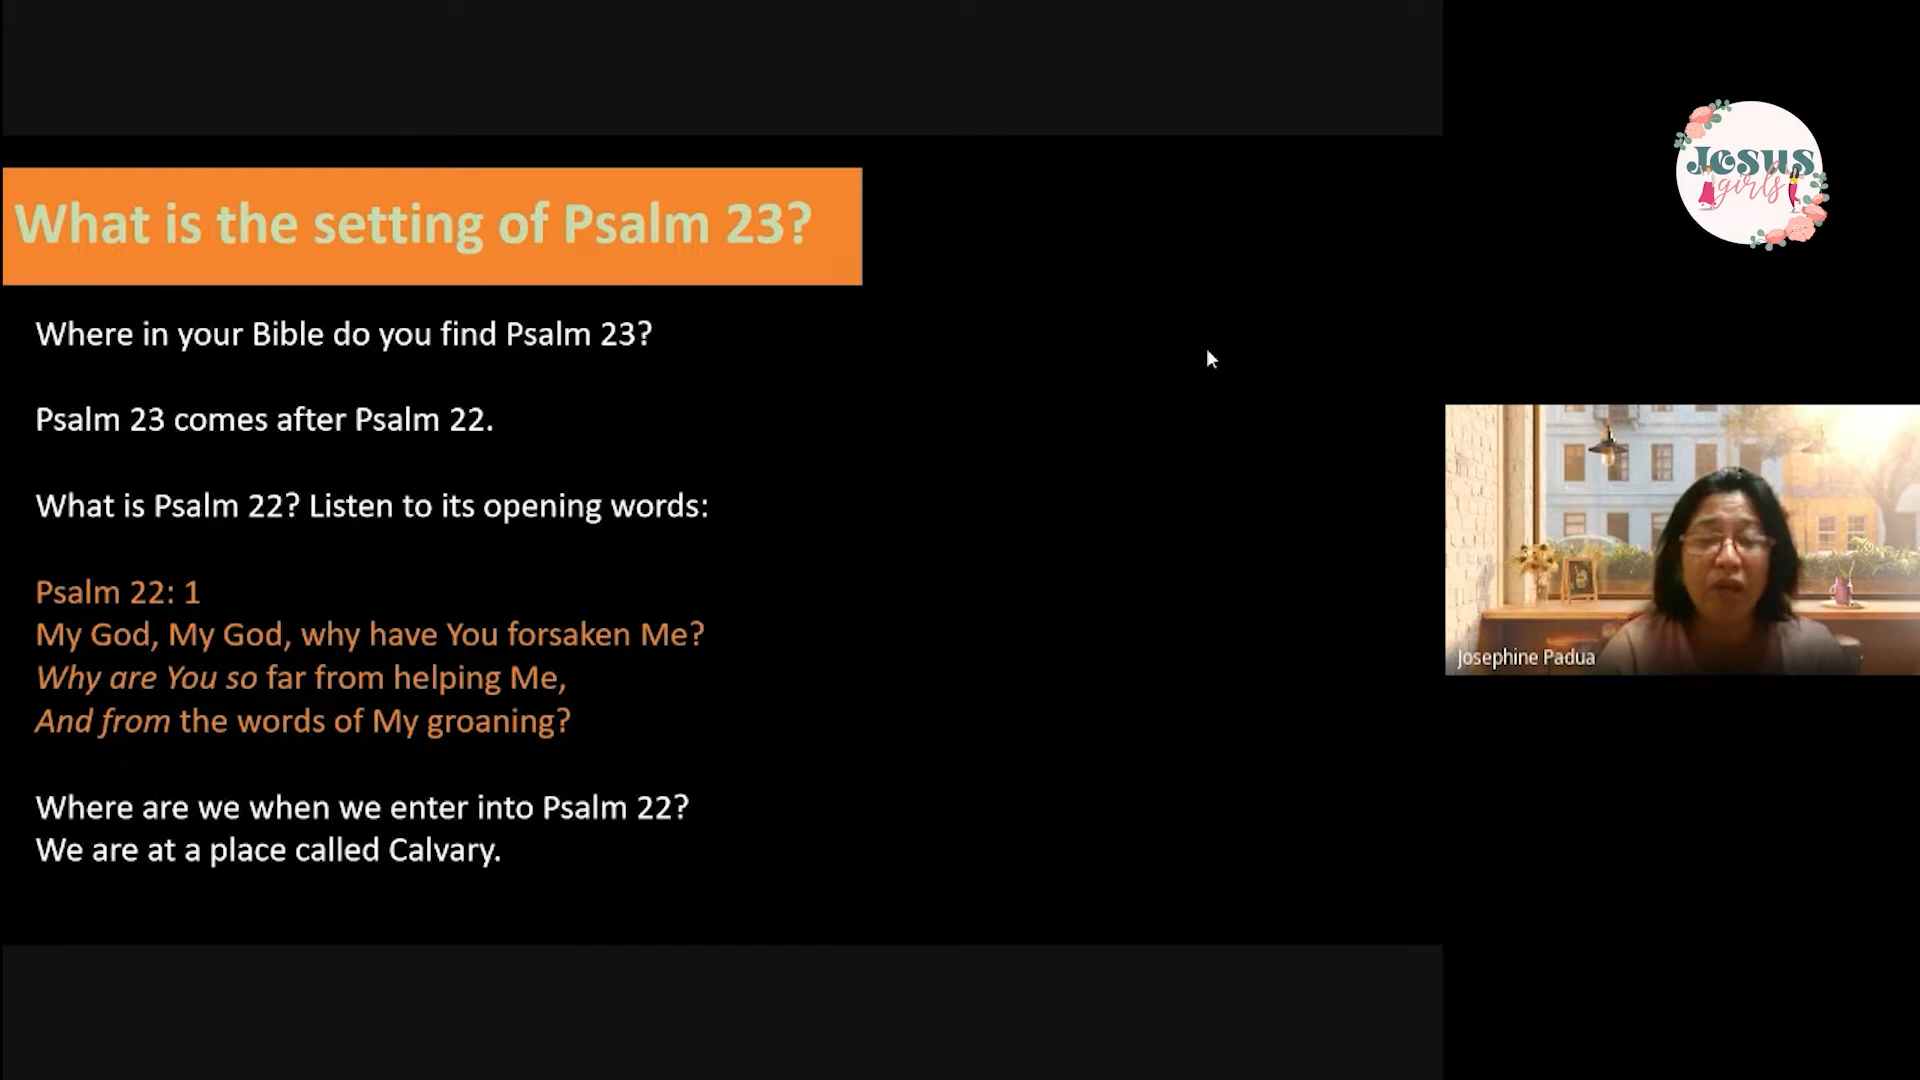 What is the setting of Psalm 23?
Where in your Bible do you find Psalm 23?
Psalm 23 comes after Psalm 22.
What is Psalm 22? Listen to its opening words:
Psalm 22: 1
My God, My God, why have You forsaken Me?
Why are You so far from helping Me,
And from the words of My groaning?
Where are we when we enter into Psalm 22?
We are at a place called Calvary.
Jesus
girls
Josephine Padua